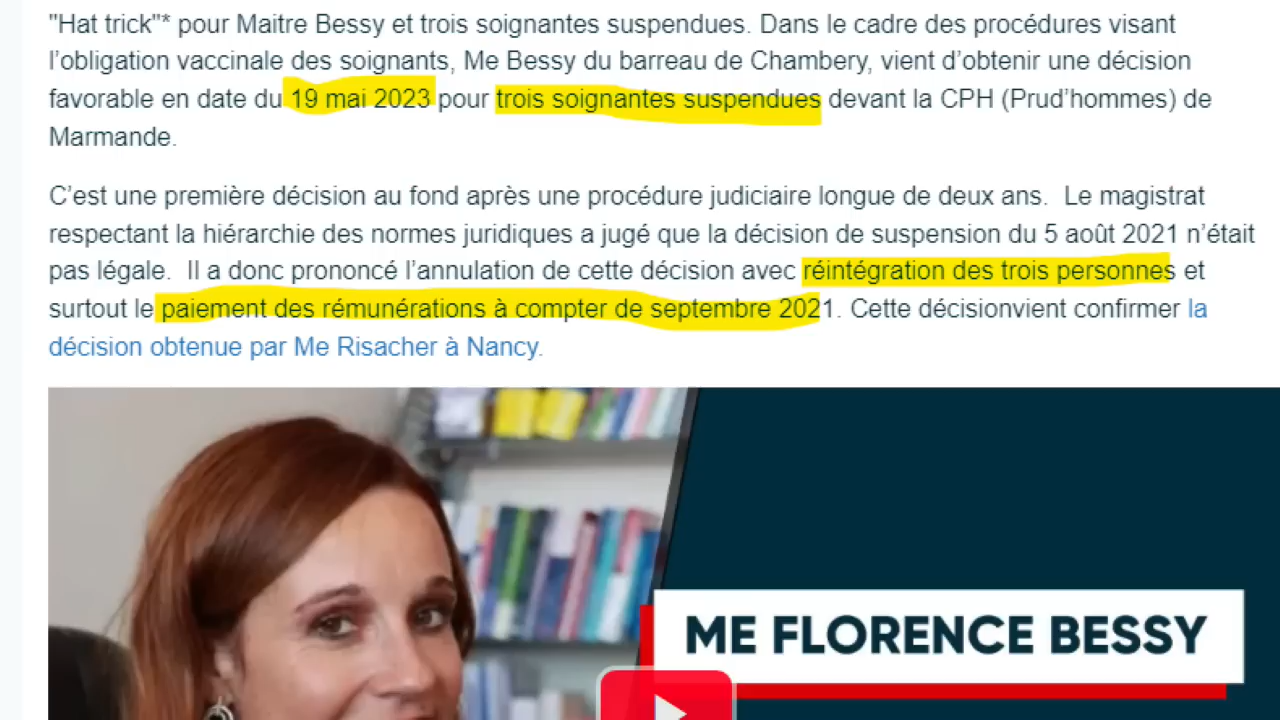 "Hat trick"* pour Maitre Bessy et trois soignantes suspendues. Dans le cadre des procédures visant
l’obligation vaccinale des soignants, Me Bessy du barreau de Chambery, vient d’obtenir une décision
favorable en date du 19 mai 2023 pour trois soignantes suspendues devant la CPH (Prud’hommes) de
Marmande.
C’est une première décision au fond après une procédure judiciaire longue de deux ans. Le magistrat
respectant la hiérarchie des normes juridiques a jugé que la décision de suspension du 5 août 2021 n’était
pas légale. Il a donc prononcé l’annulation de cette décision avec réintégration des trois personnes et
surtout le paiement des rémunérations à compter de septembre 2021. Cette décisionvient confirmer la
décision obtenue par Me Risacher à Nancy.
ME FLORENCE BESSY